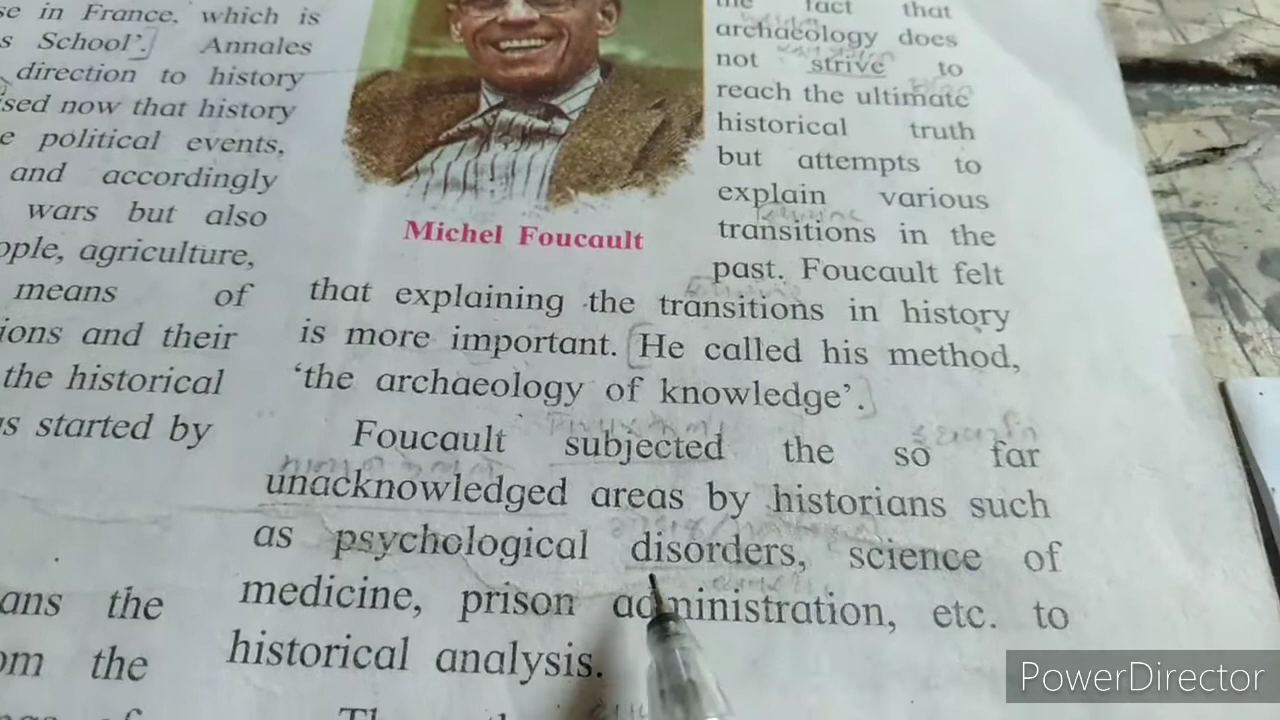 se in France, which is
s School'. Annales
direction to history
sed now that history
e political events,
and accordingly
wars but also
ople, agriculture,
means of
ions and their
the historical
as started by
ans the
om the
Michel Foucault
the fact that
archaeology does
not strive to
reach the ultimate
historical truth
but attempts to
explain various
transitions in the
past. Foucault felt
that explaining the transitions in history
is more important. He called his method,
'the archaeology of knowledge'.
Foucault subjected the so far
unacknowledged areas by historians such
as psychological disorders, science of
medicine, prison administration, etc. to
historical analysis.
PowerDirector